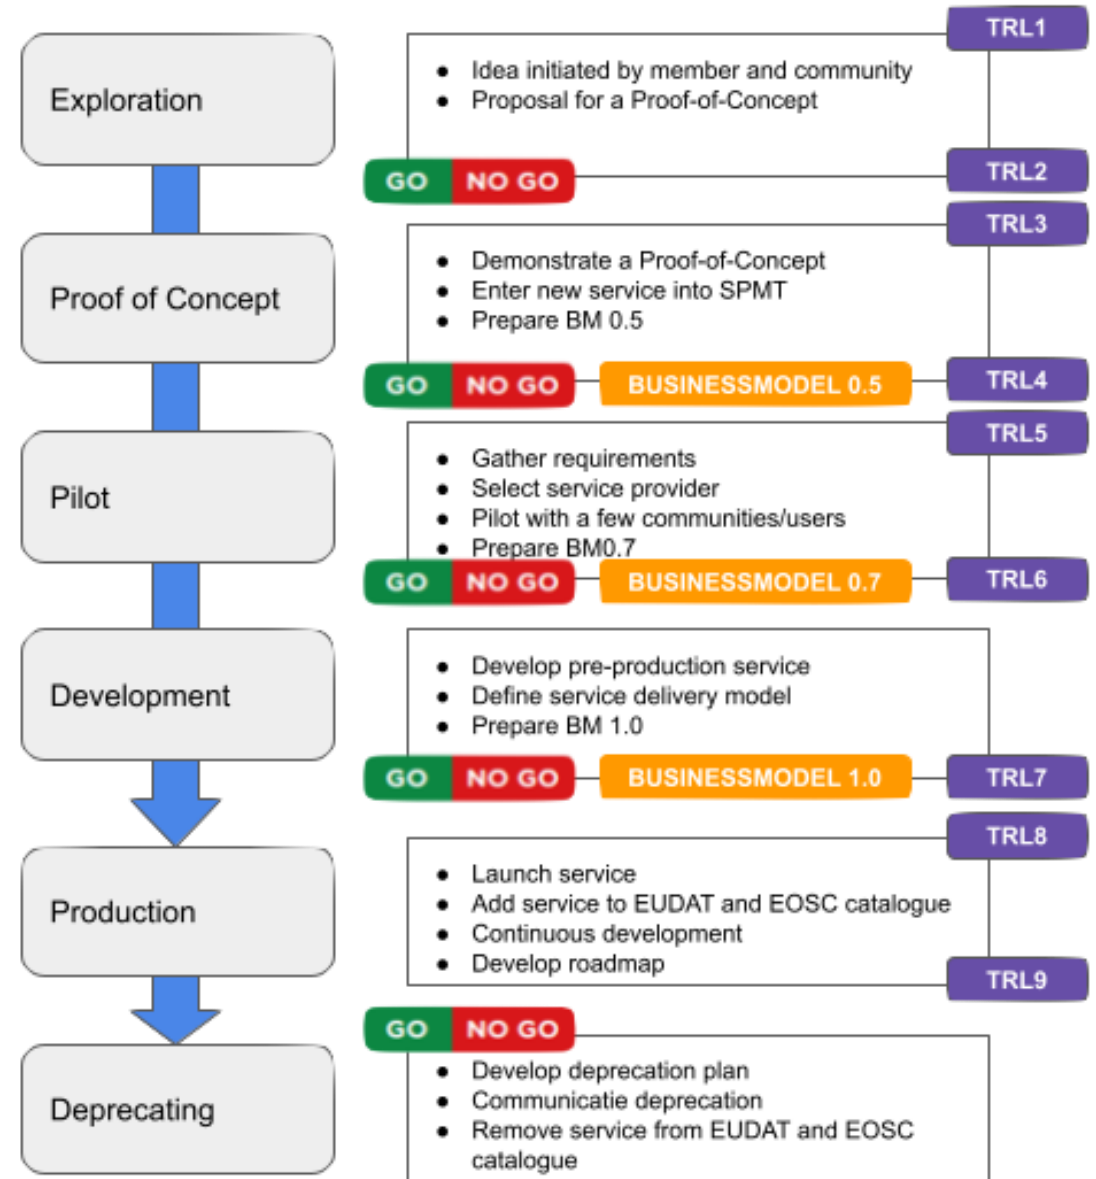 TRL1
Exploration
● Idea initiated by member and community
● Proposal for a Proof-of-Concept
GO NO GO
TRL2
TRL3
Proof of Concept
● Demonstrate a Proof-of-Concept
● Enter new service into SPMT
● Prepare BM 0.5
GO NO GO BUSINESSMODEL 0.5 TRL4
TRL5
Pilot
● Gather requirements
● Select service provider
● Pilot with a few communities/users
● Prepare BM0.7
GO NO GO BUSINESSMODEL 0.7 TRL6
Development
● Develop pre-production service
● Define service delivery model
● Prepare BM 1.0
GO NO GO BUSINESSMODEL 1.0 TRL7
TRL8
Production
● Launch service
● Add service to EUDAT and EOSC catalogue
● Continuous development
● Develop roadmap
TRL9
GO NO GO
Deprecating
● Develop deprecation plan
● Communicatie deprecation
● Remove service from EUDAT and EOSC
catalogue